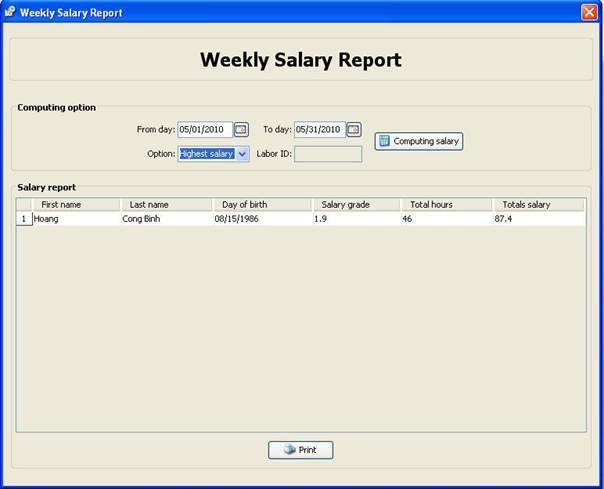 Weekly Salary Report
Weekly Salary Report
Computing option
From day: 05/01/2010 To day: 05/31/2010
Computing salary
Option: Highest salary Labor ID:
Salary report
First name Last name Day of birth Salary grade Total hours Totals salary
1 Hoang Cong Binh 08/15/1986 1.9 46 87.4
Print